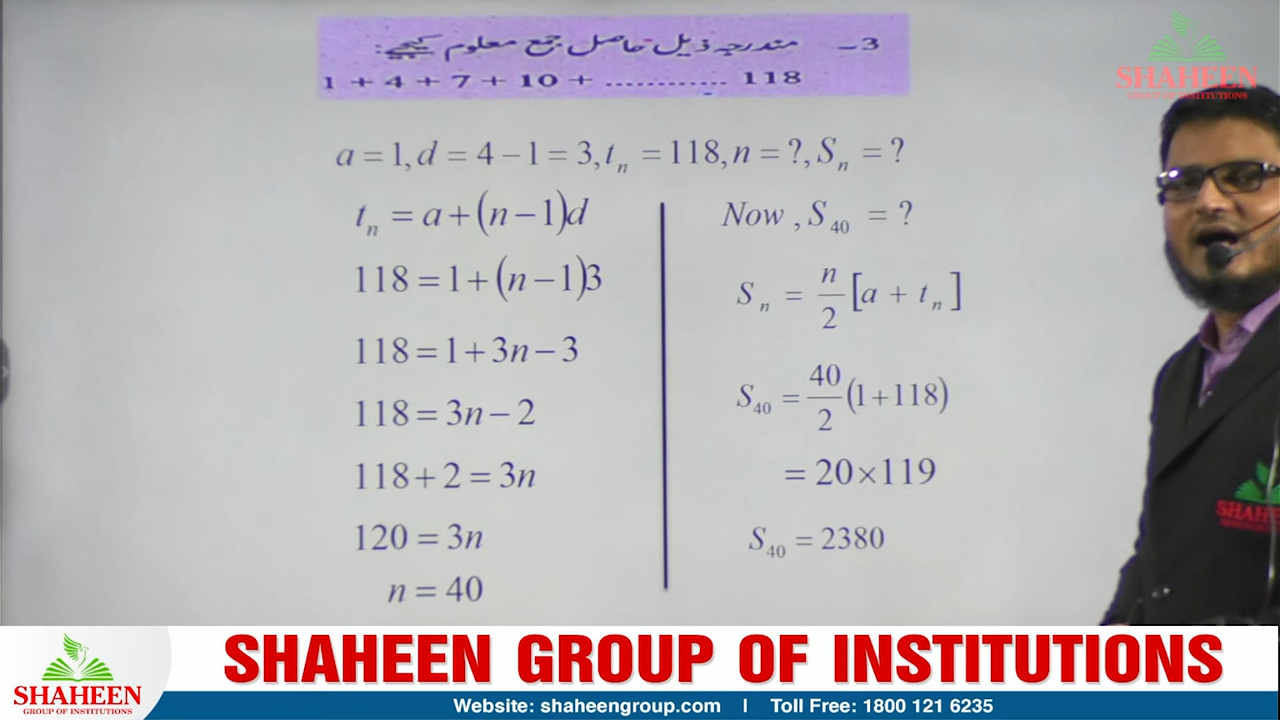 3- مندرجہ ذیل حاصل جمع معلوم کیجیے:
1 + 4 + 7 + 10 + ............. 118
SHAHEEN
GROUP OF INSTITUTIONS
a = 1, d = 4 − 1 = 3, tₙ = 118, n = ?, Sₙ = ?
tₙ = a + (n − 1)d
118 = 1 + (n − 1)3
118 = 1 + 3n − 3
118 = 3n − 2
118 + 2 = 3n
120 = 3n
n = 40
Now , S₄₀ = ?
Sₙ = n/2 [a + tₙ]
S₄₀ = 40/2 (1 + 118)
= 20 × 119
S₄₀ = 2380
SHAHEEN
GROUP OF INSTITUTIONS
SHAHEEN GROUP OF INSTITUTIONS
Website: shaheengroup.com I Toll Free: 1800 121 6235